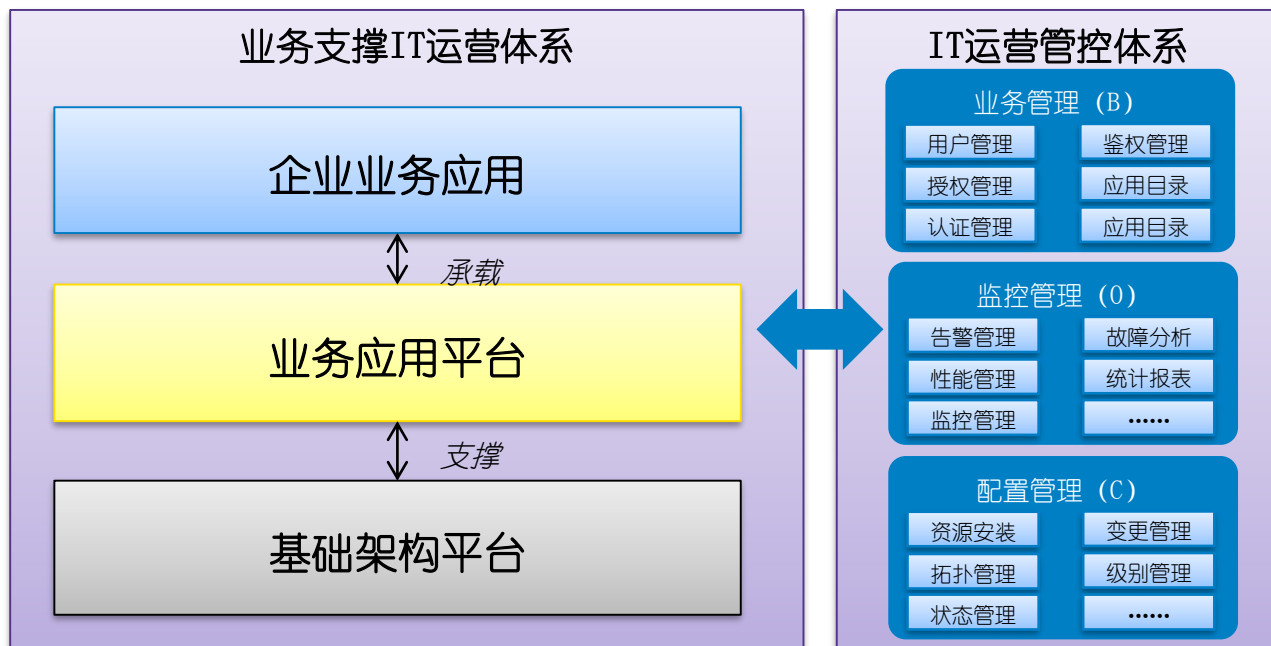 业务支撑IT运营体系
企业业务应用
承载
业务应用平台
支撑
基础架构平台
IT运营管控体系
业务管理 (B)
用户管理 鉴权管理
授权管理 应用目录
认证管理 应用目录
监控管理 (O)
告警管理 故障分析
性能管理 统计报表
监控管理 ……
配置管理 (C)
资源安装 变更管理
拓扑管理 级别管理
状态管理 ……